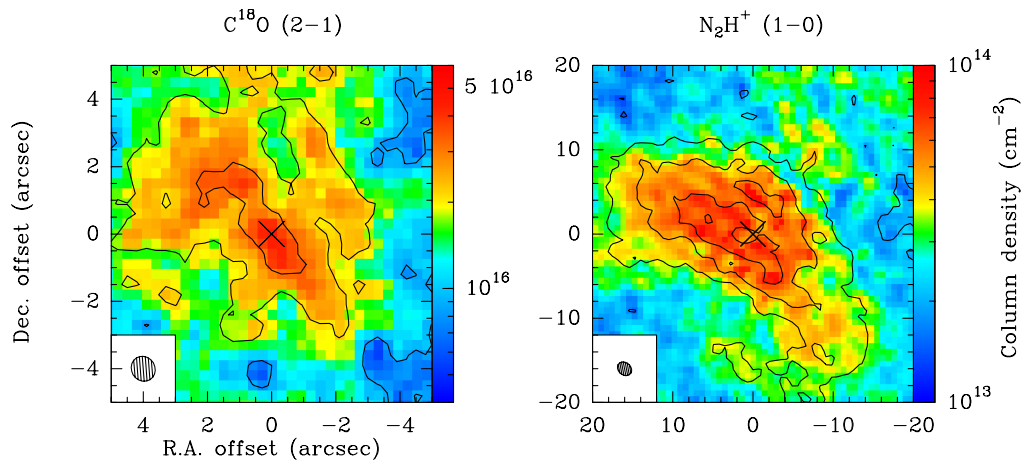 C¹⁸O (2−1)
N₂H⁺ (1−0)
5 10¹⁶
10¹⁶
10¹⁴
10¹³
Column density (cm⁻²)
Dec. offset (arcsec)
4
2
0
−2
−4
4 2 0 −2 −4
R.A. offset (arcsec)
20
10
0
−10
−20
20 10 0 −10 −20